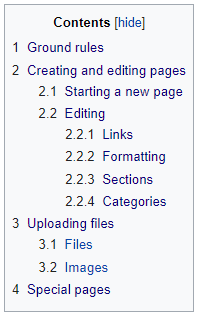 Contents [hide]
1 Ground rules
2 Creating and editing pages
2.1 Starting a new page
2.2 Editing
2.2.1 Links
2.2.2 Formatting
2.2.3 Sections
2.2.4 Categories
3 Uploading files
3.1 Files
3.2 Images
4 Special pages